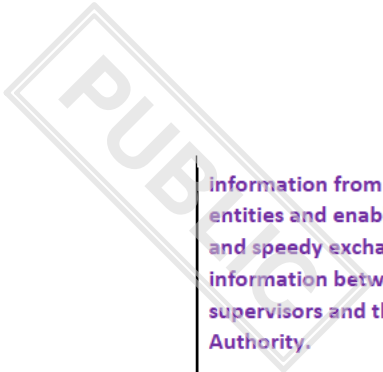 PUBLIC
information from
entities and enab
and speedy excha
information betw
supervisors and th
Authority.